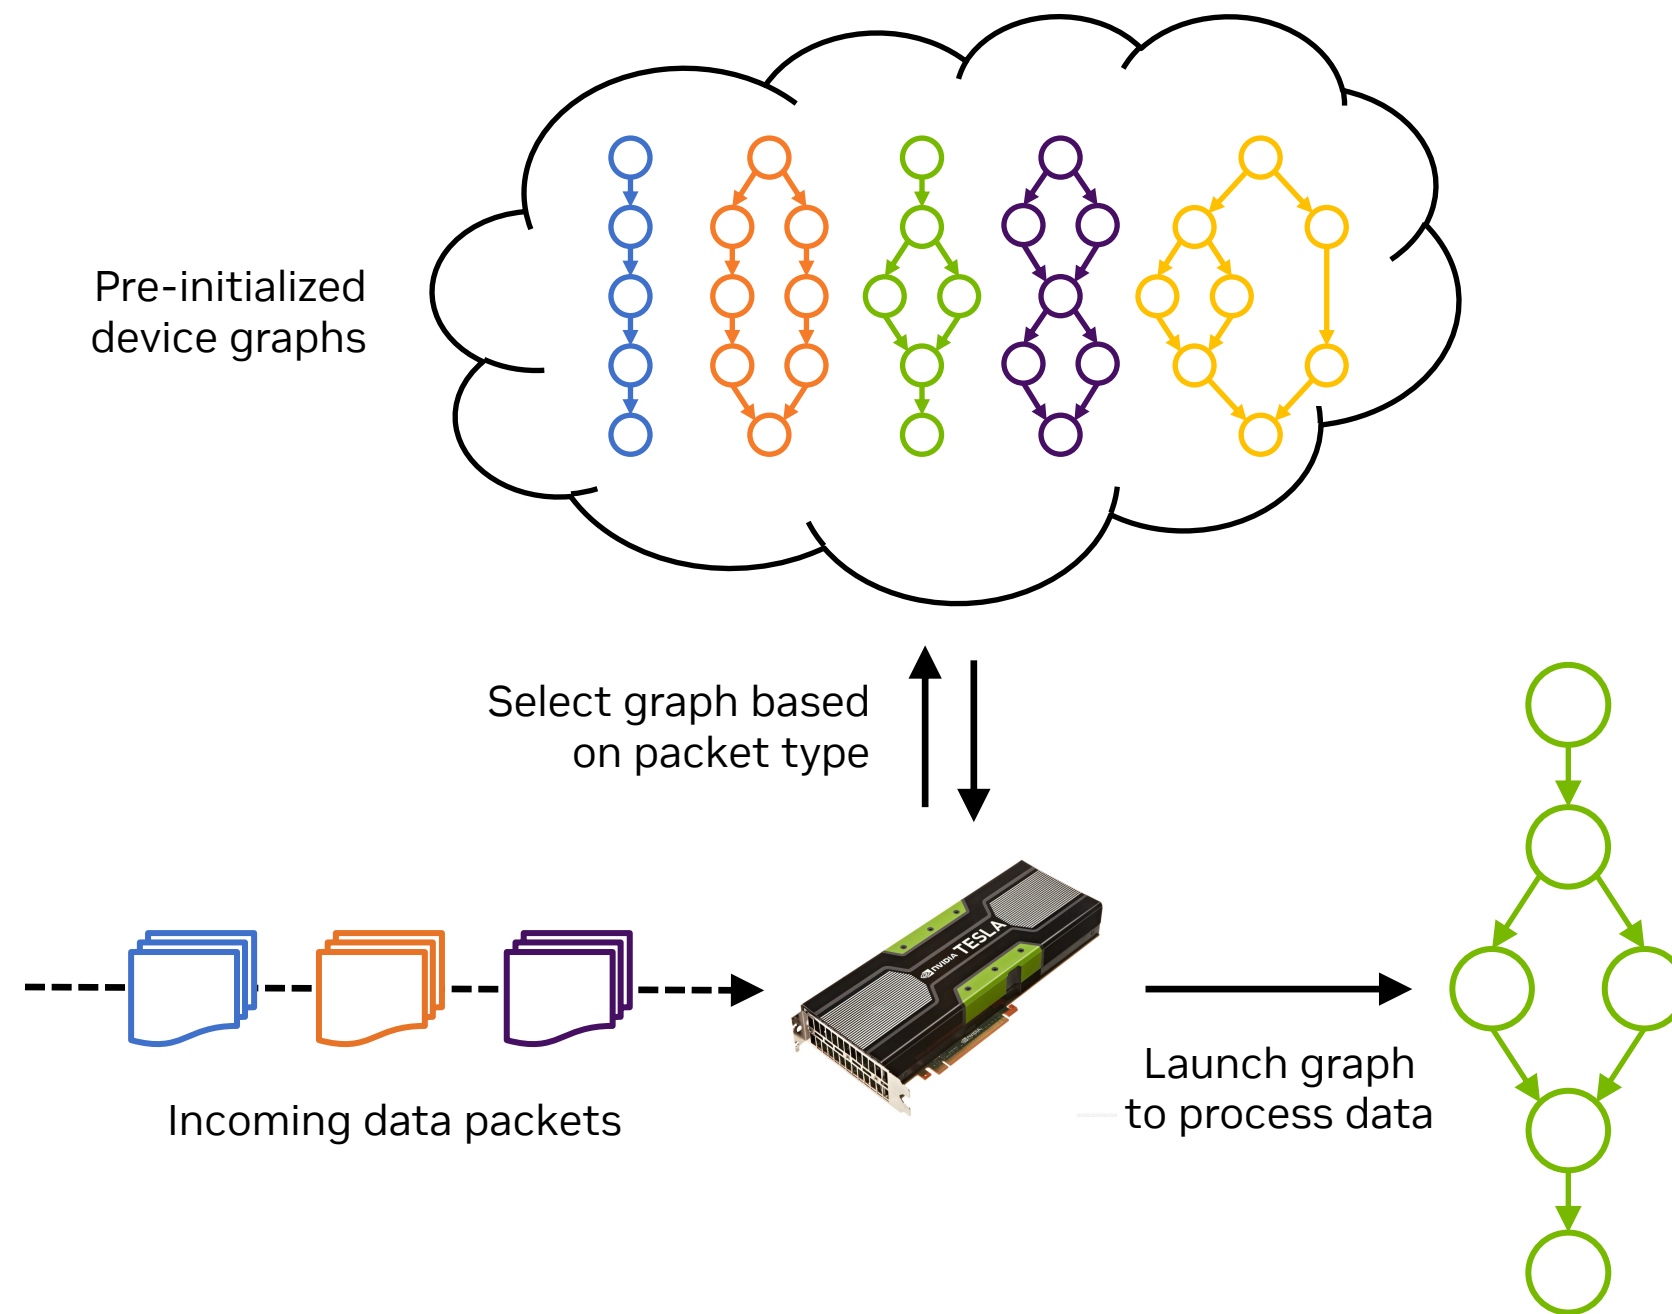 Pre-initialized
device graphs
Select graph based
on packet type
NVIDIA TESLA
NVIDIA
Incoming data packets
Launch graph
to process data